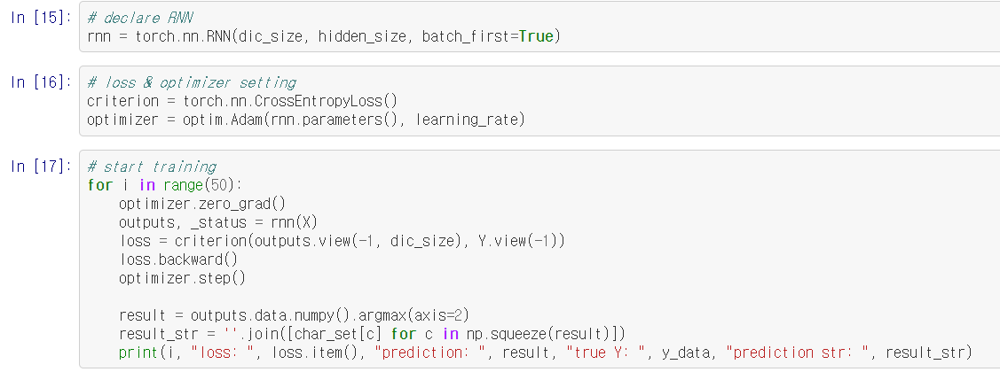 In [15]: # declare RNN
rnn = torch.nn.RNN(dic_size, hidden_size, batch_first=True)
In [16]: # loss & optimizer setting
criterion = torch.nn.CrossEntropyLoss()
optimizer = optim.Adam(rnn.parameters(), learning_rate)
In [17]: # start training
for i in range(50):
    optimizer.zero_grad()
    outputs, _status = rnn(X)
    loss = criterion(outputs.view(-1, dic_size), Y.view(-1))
    loss.backward()
    optimizer.step()
    result = outputs.data.numpy().argmax(axis=2)
    result_str = ''.join([char_set[c] for c in np.squeeze(result)])
    print(i, "loss: ", loss.item(), "prediction: ", result, "true Y: ", y_data, "prediction str: ", result_str)